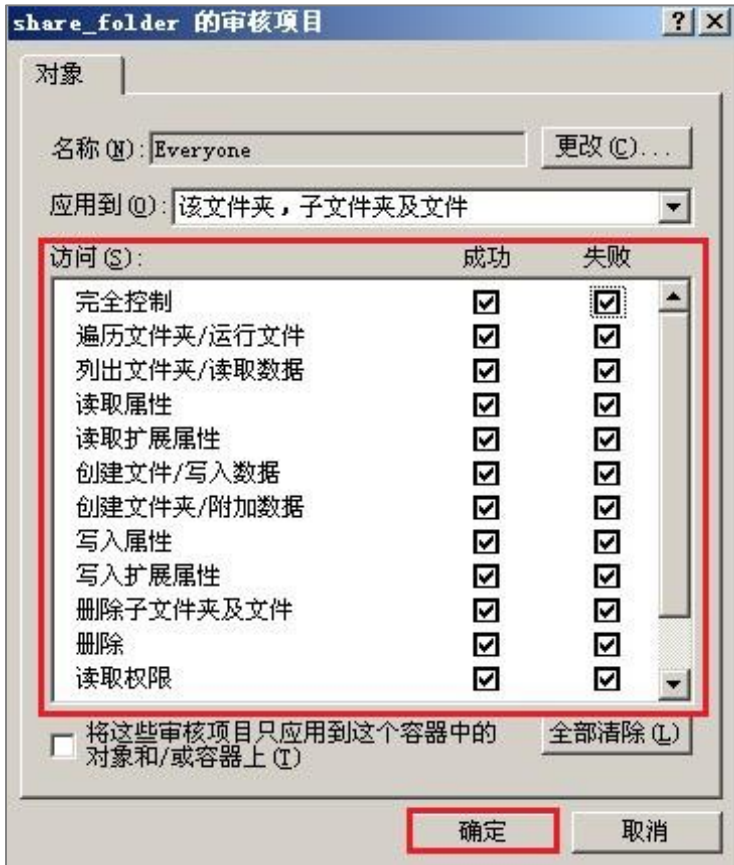 share_folder 的审核项目
对象
名称(N): Everyone 更改(C)...
应用到(O): 该文件夹，子文件夹及文件
访问(S): 成功 失败
完全控制
遍历文件夹/运行文件
列出文件夹/读取数据
读取属性
读取扩展属性
创建文件/写入数据
创建文件夹/附加数据
写入属性
写入扩展属性
删除子文件夹及文件
删除
读取权限
将这些审核项目只应用到这个容器中的 全部清除(L)
对象和/或容器上(T)
确定 取消